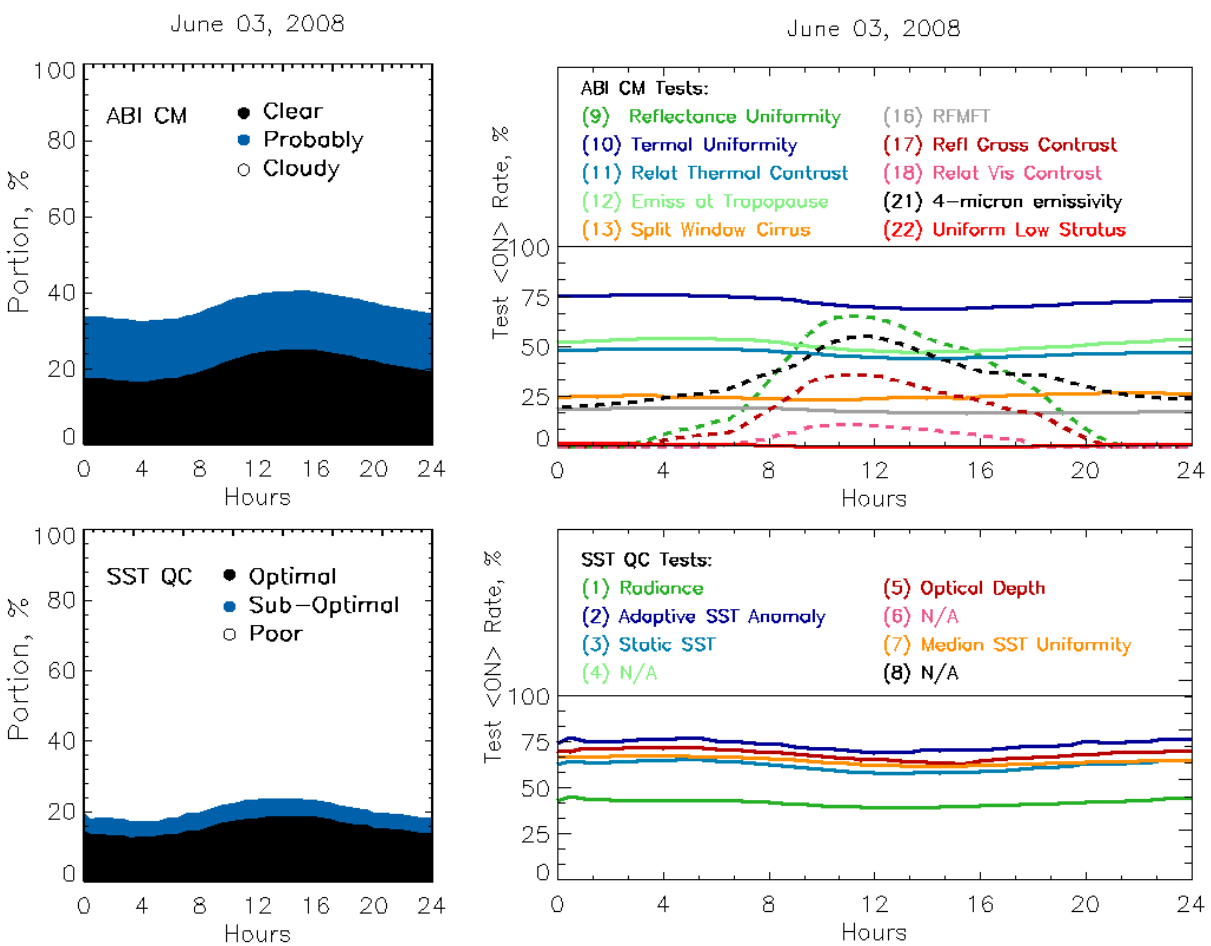 June 03, 2008
100
80
60
40
20
0
Portion, %
ABI CM
Clear
Probably
Cloudy
0 4 8 12 16 20 24
Hours
June 03, 2008
ABI CM Tests:
(9) Reflectance Uniformity
(10) Termal Uniformity
(11) Relat Thermal Contrast
(12) Emiss at Tropopause
(13) Split Window Cirrus
(16) RFMFT
(17) Refl Gross Contrast
(18) Relat Vis Contrast
(21) 4-micron emissivity
(22) Uniform Low Stratus
Test <ON> Rate, %
100
75
50
25
0
0 4 8 12 16 20 24
Hours
100
80
60
40
20
0
Portion, %
SST QC
Optimal
Sub-Optimal
Poor
0 4 8 12 16 20 24
Hours
SST QC Tests:
(1) Radiance
(2) Adaptive SST Anomaly
(3) Static SST
(4) N/A
(5) Optical Depth
(6) N/A
(7) Median SST Uniformity
(8) N/A
Test <ON> Rate, %
100
75
50
25
0
0 4 8 12 16 20 24
Hours